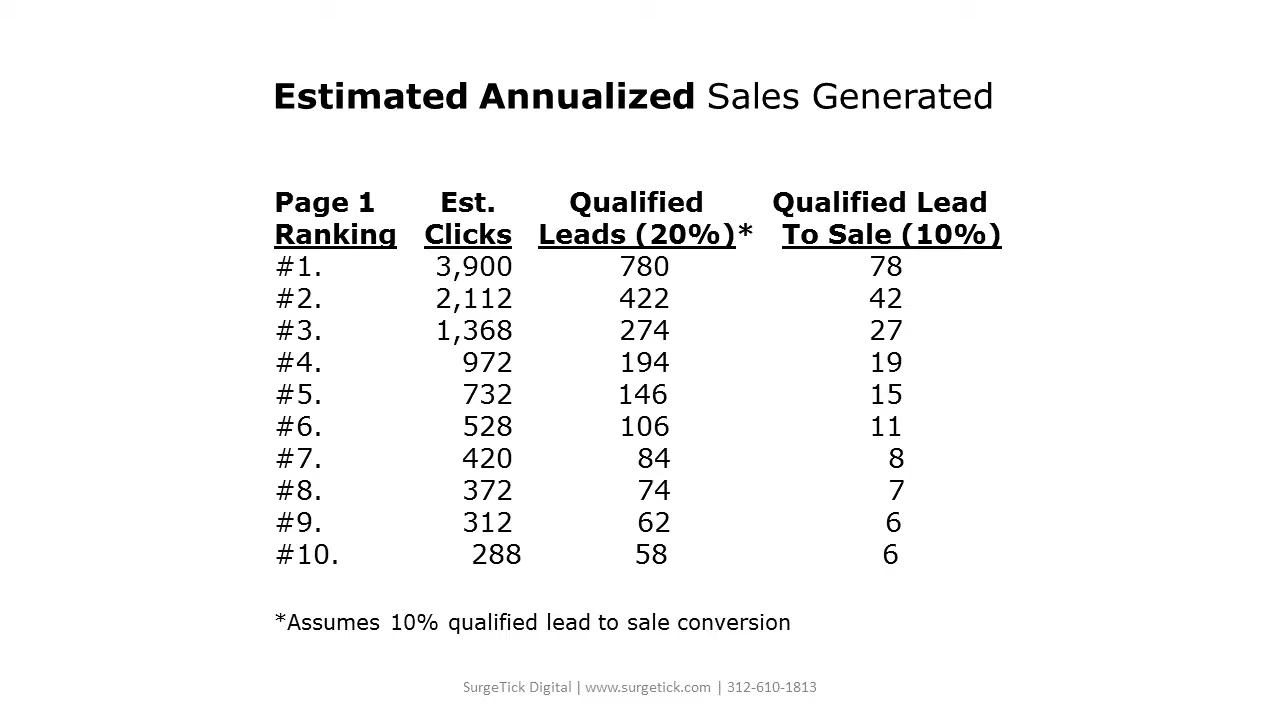 Estimated Annualized Sales Generated
Page 1 Est. Qualified Qualified Lead
Ranking Clicks Leads (20%)* To Sale (10%)
#1. 3,900 780 78
#2. 2,112 422 42
#3. 1,368 274 27
#4. 972 194 19
#5. 732 146 15
#6. 528 106 11
#7. 420 84 8
#8. 372 74 7
#9. 312 62 6
#10. 288 58 6
*Assumes 10% qualified lead to sale conversion
SurgeTick Digital | www.surgetick.com | 312-610-1813